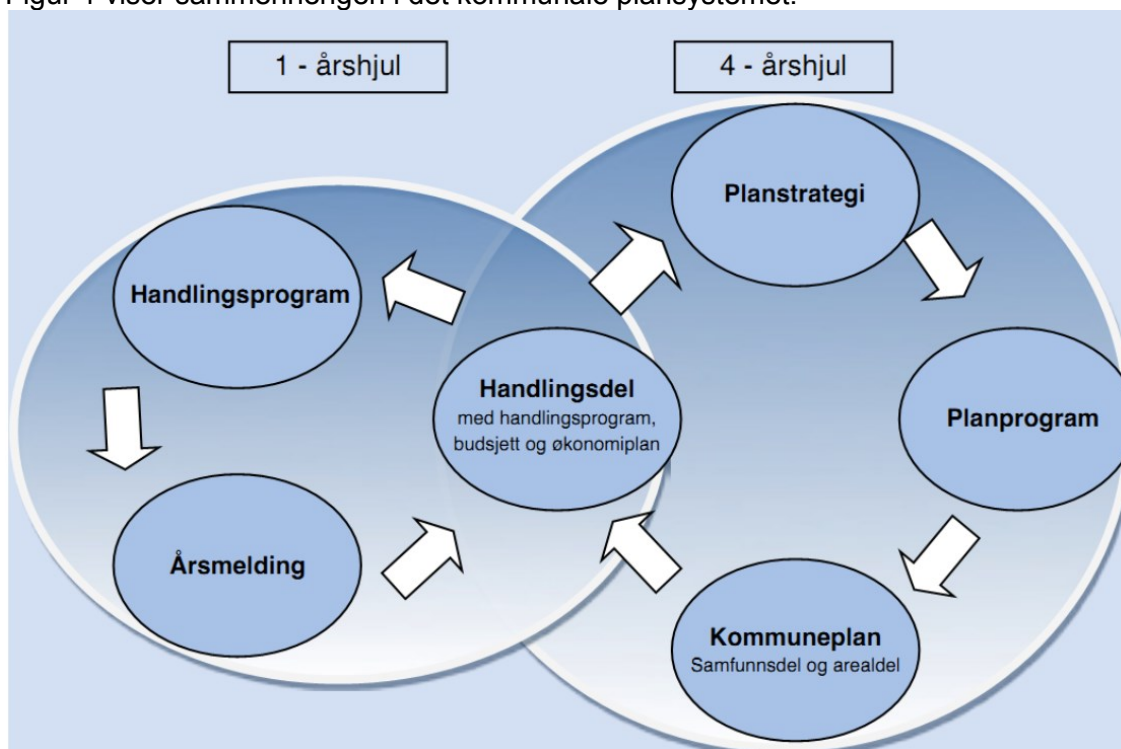 Figur 1 viser sammenhengen i det kommunale plansystemet.
1 - årshjul
4 - årshjul
Planstrategi
Handlingsprogram
Handlingsdel
med handlingsprogram,
budsjett og økonomiplan
Planprogram
Årsmelding
Kommuneplan
Samfunnsdel og arealdel